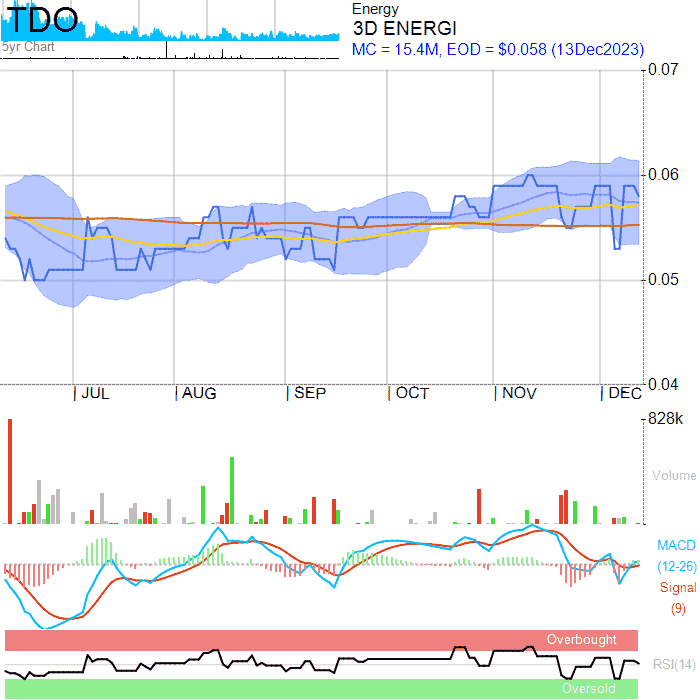 TDO
5yr Chart
Energy
3D ENERGI
MC = 15.4M, EOD = $0.058 (13Dec2023)
0.07
0.06
0.05
0.04
JUL AUG SEP OCT NOV DEC
828k
Volume
MACD
(12-26)
Signal
(9)
Overbought
RSI(14)
Oversold